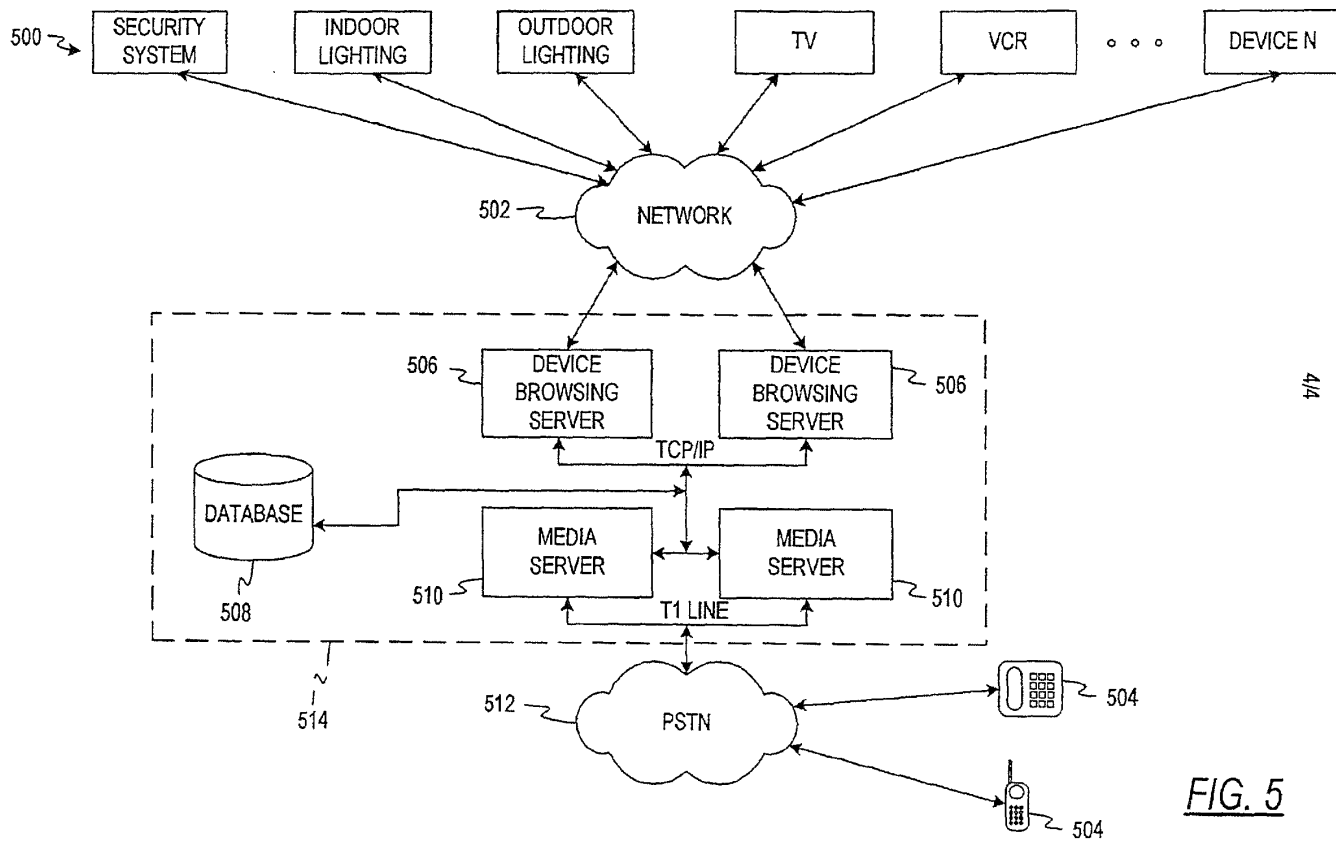 500
SECURITY
SYSTEM
INDOOR
LIGHTING
OUTDOOR
LIGHTING
TV
VCR
DEVICE N
502
NETWORK
506
DEVICE
BROWSING
SERVER
DEVICE
BROWSING
SERVER
506
4/4
TCP/IP
DATABASE
508
MEDIA
SERVER
510
MEDIA
SERVER
510
T1 LINE
514
512
PSTN
504
504
FIG. 5